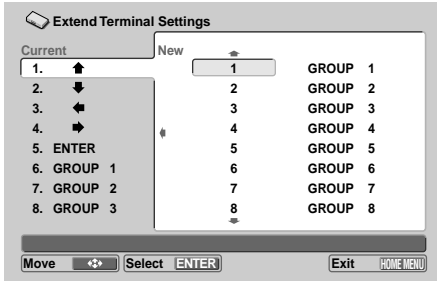 Extend Terminal Settings
Current New
1. ⬆ 1 GROUP 1
2. ⬇ 2 GROUP 2
3. ⬅ 3 GROUP 3
4. ➡ 4 GROUP 4
5. ENTER 5 GROUP 5
6. GROUP 1 6 GROUP 6
7. GROUP 2 7 GROUP 7
8. GROUP 3 8 GROUP 8
Move Select ENTER Exit HOME MENU